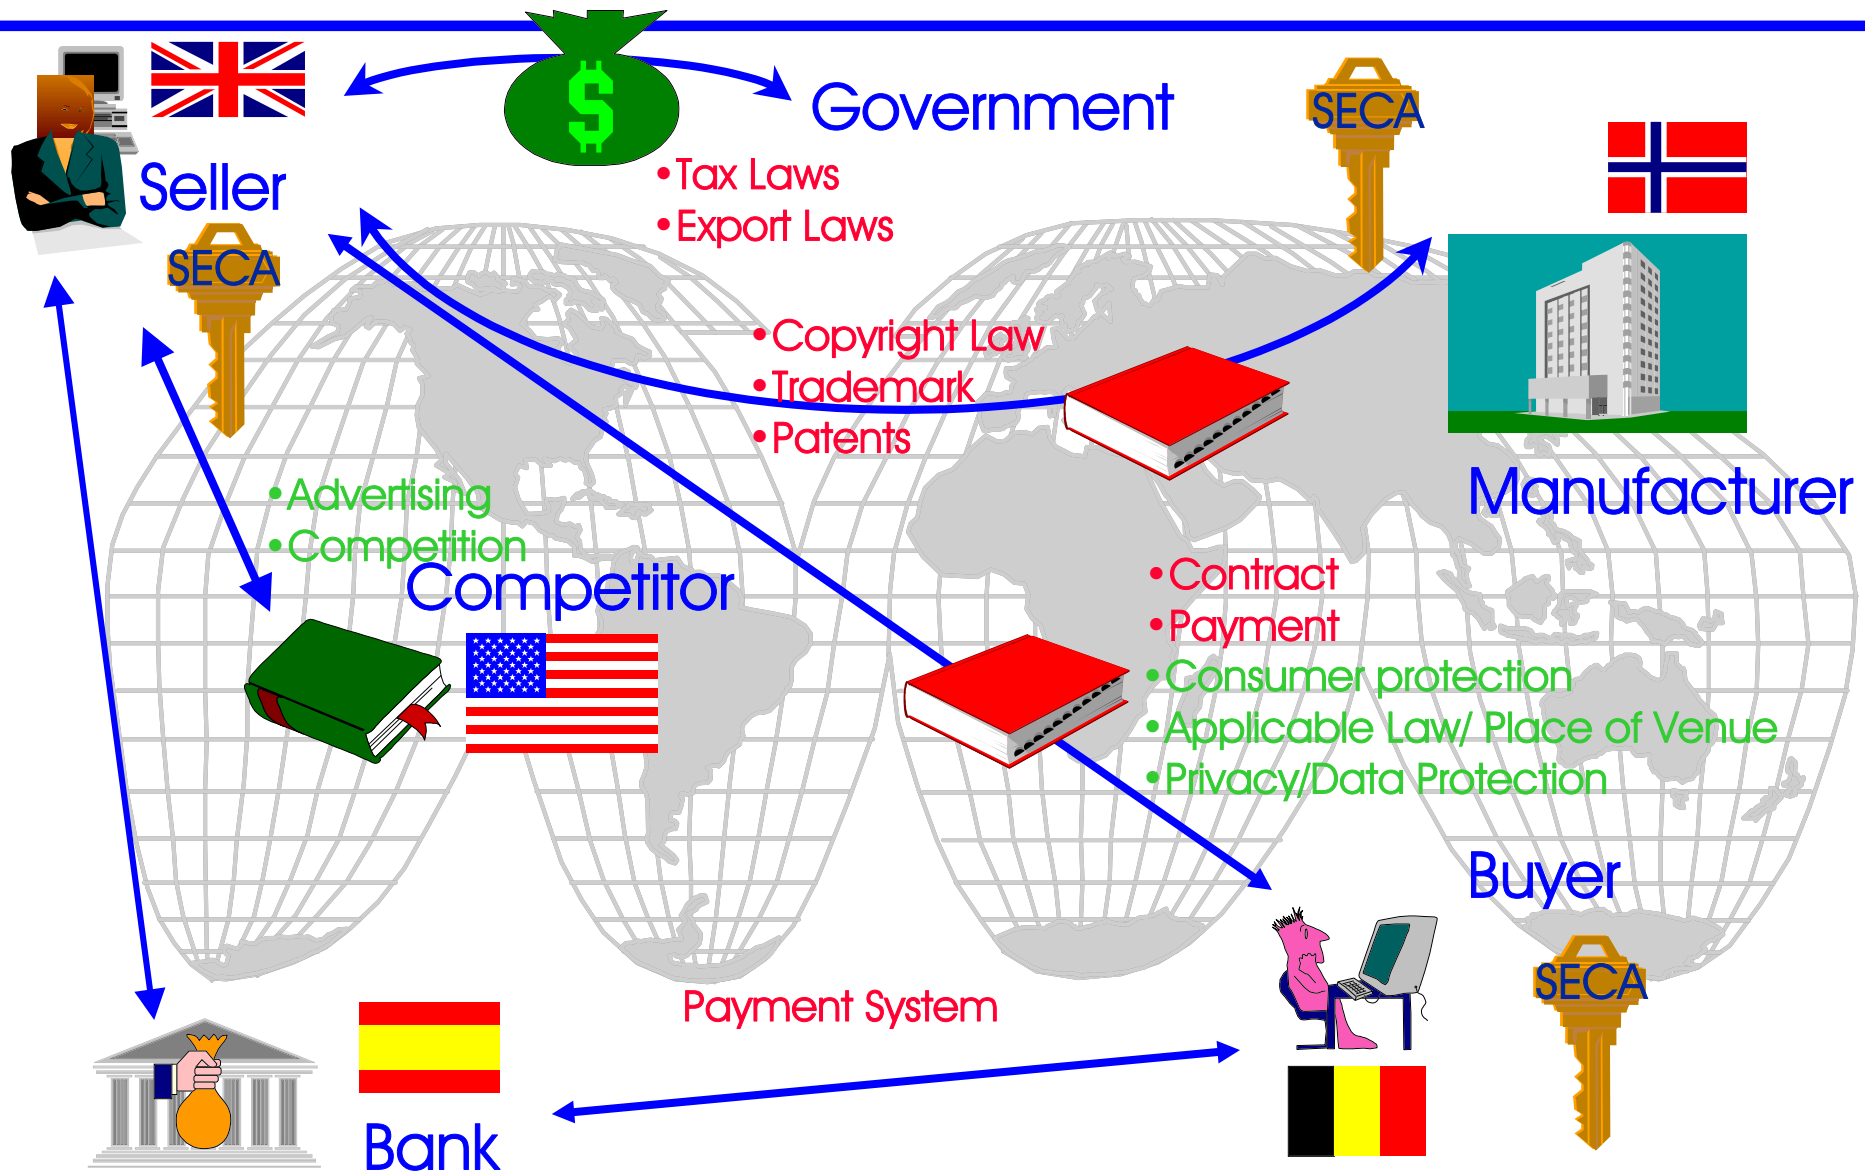 $
Government
SECA
Seller
•Tax Laws
•Export Laws
SECA
•Copyright Law
•Trademark
•Patents
Manufacturer
•Advertising
•Competition
Competitor
•Contract
•Payment
•Consumer protection
•Applicable Law/ Place of Venue
•Privacy/Data Protection
Buyer
SECA
Payment System
Bank